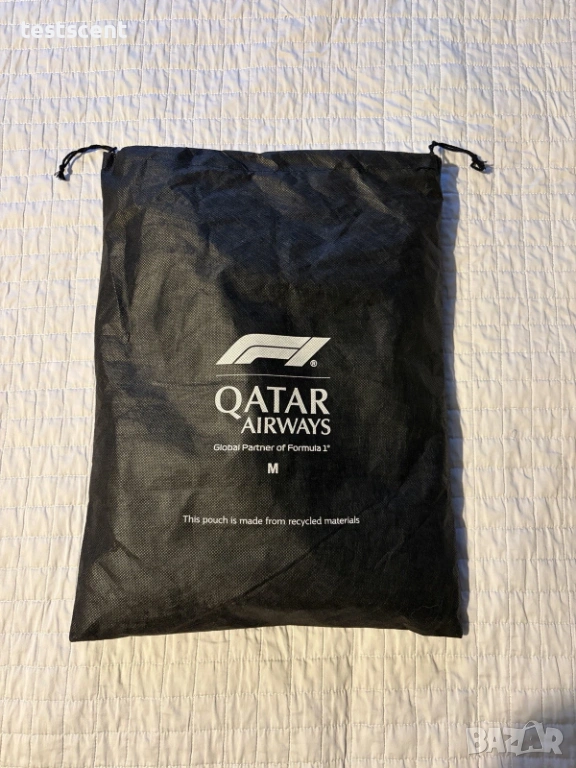 testscent
F1®
QATAR
AIRWAYS
Global Partner of Formula 1®
M
This pouch is made from recycled materials
BAZAR